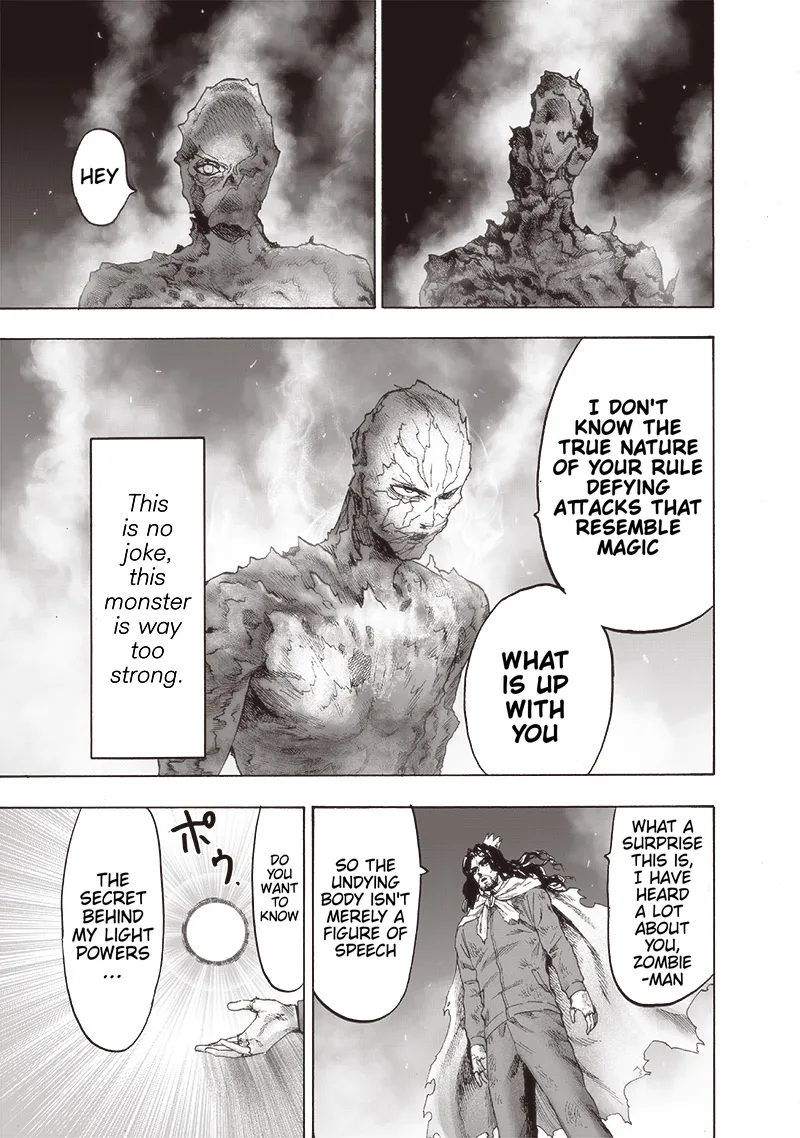 HEY
I DON'T
KNOW THE
TRUE NATURE
OF YOUR RULE
DEFYING
ATTACKS THAT
RESEMBLE
MAGIC
WHAT
IS UP
WITH
YOU
This
is no
joke,
this
monster
is way
too
strong.
WHAT A
SURPRISE
THIS IS,
I HAVE
HEARD
A LOT
ABOUT
YOU,
ZOMBIE
-MAN
SO THE
UNDYING
BODY ISN'T
MERELY A
FIGURE OF
SPEECH
DO
YOU
WANT
TO
KNOW
ポゥ.
THE
SECRET
BEHIND
MY LIGHT
POWERS
...